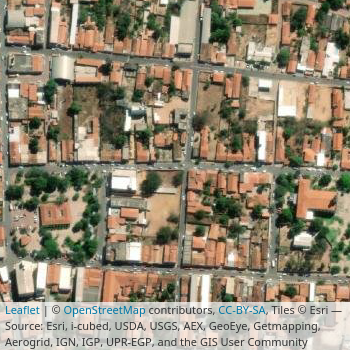 Leaflet | © OpenStreetMap contributors, CC-BY-SA, Tiles © Esri —
Source: Esri, i-cubed, USDA, USGS, AEX, GeoEye, Getmapping,
Aerogrid, IGN, IGP, UPR-EGP, and the GIS User Community